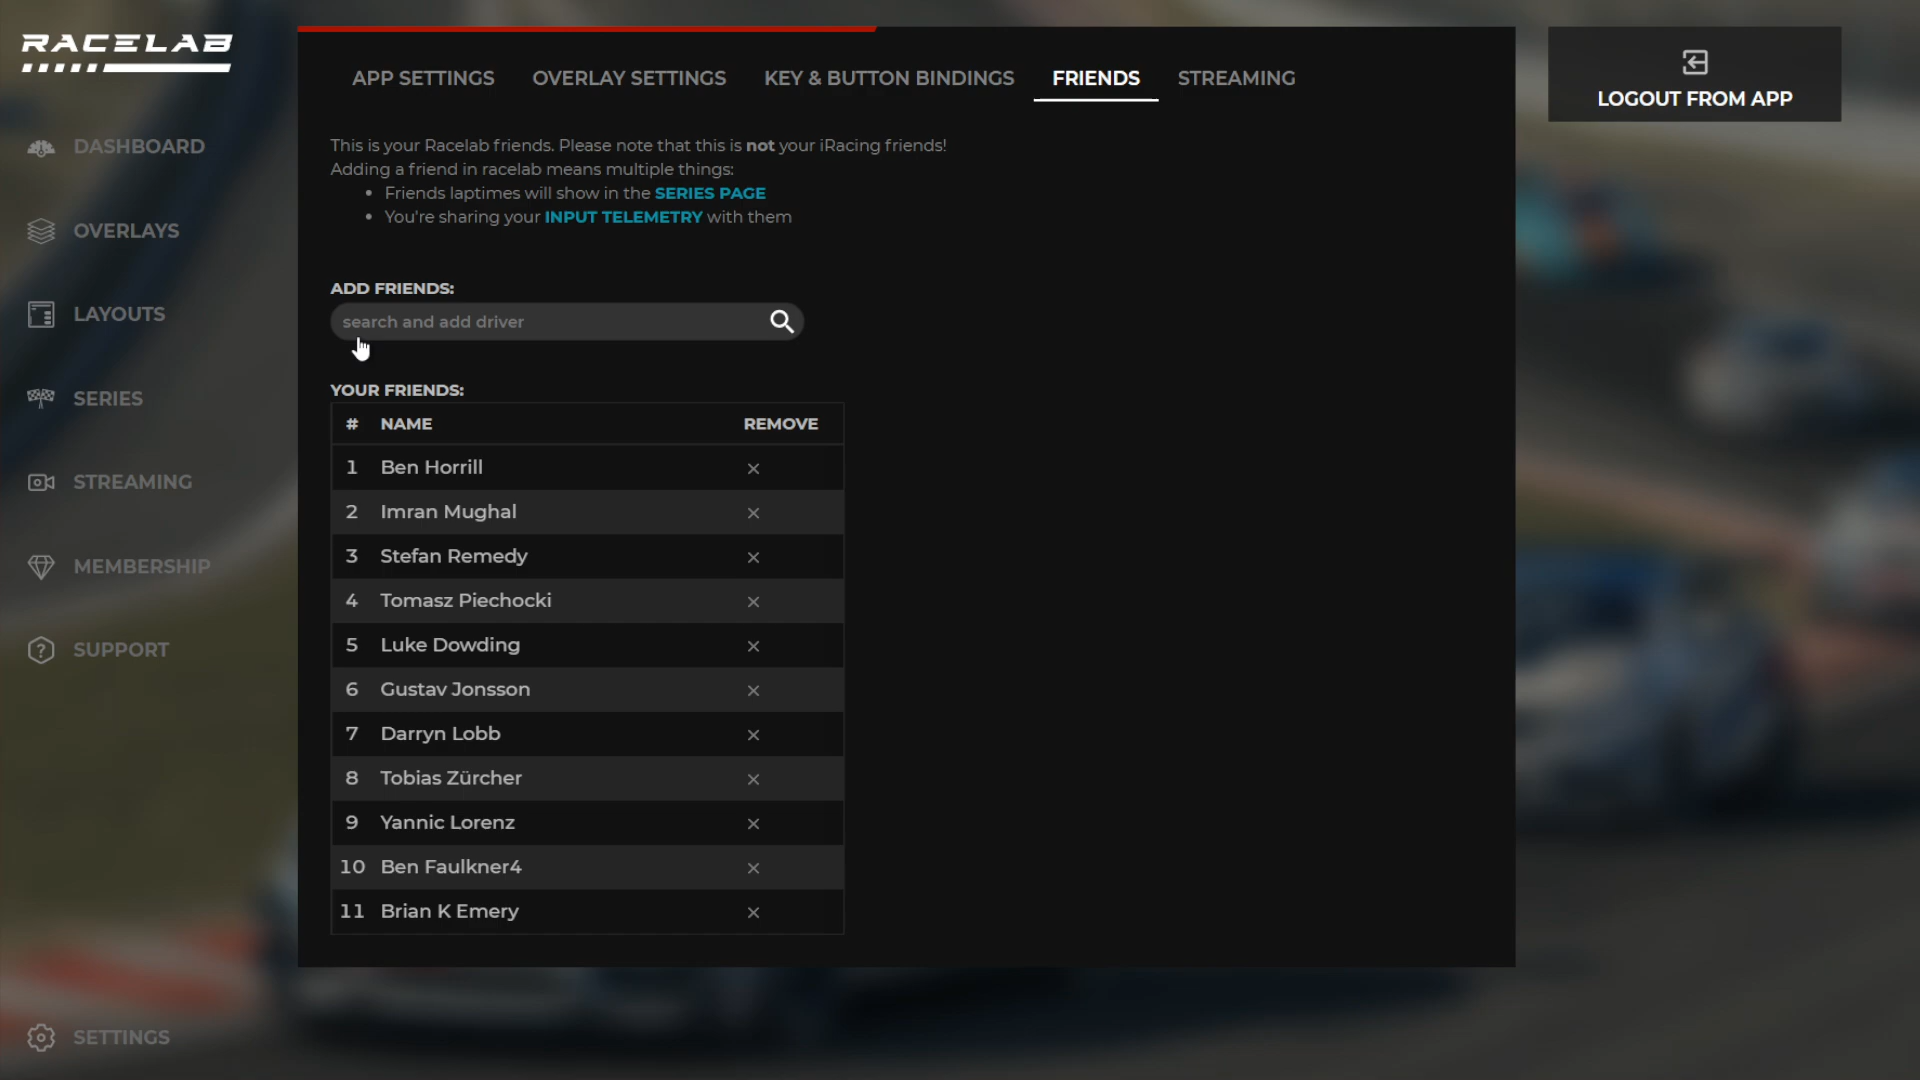 RACELAB
DASHBOARD
OVERLAYS
LAYOUTS
SERIES
STREAMING
MEMBERSHIP
SUPPORT
SETTINGS
APP SETTINGS OVERLAY SETTINGS KEY & BUTTON BINDINGS FRIENDS STREAMING
This is your Racelab friends. Please note that this is not your iRacing friends!
Adding a friend in racelab means multiple things:
• Friends laptimes will show in the SERIES PAGE
• You're sharing your INPUT TELEMETRY with them
ADD FRIENDS:
search and add driver
YOUR FRIENDS:
# NAME REMOVE
1 Ben Horrill ×
2 Imran Mughal ×
3 Stefan Remedy ×
4 Tomasz Piechocki ×
5 Luke Dowding ×
6 Gustav Jonsson ×
7 Darryn Lobb ×
8 Tobias Zürcher ×
9 Yannic Lorenz ×
10 Ben Faulkner4 ×
11 Brian K Emery ×
LOGOUT FROM APP